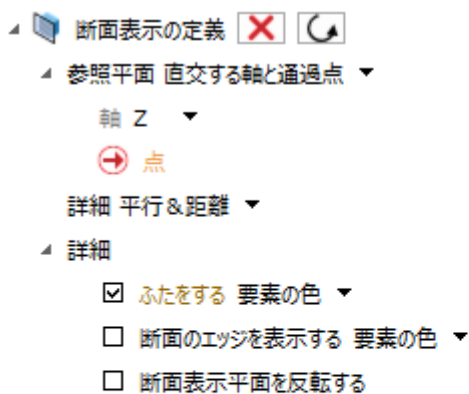 断面表示の定義
参照平面 直交する軸と通過点
軸 Z
点
詳細 平行&距離
詳細
ふたをする 要素の色
断面のエッジを表示する 要素の色
断面表示平面を反転する